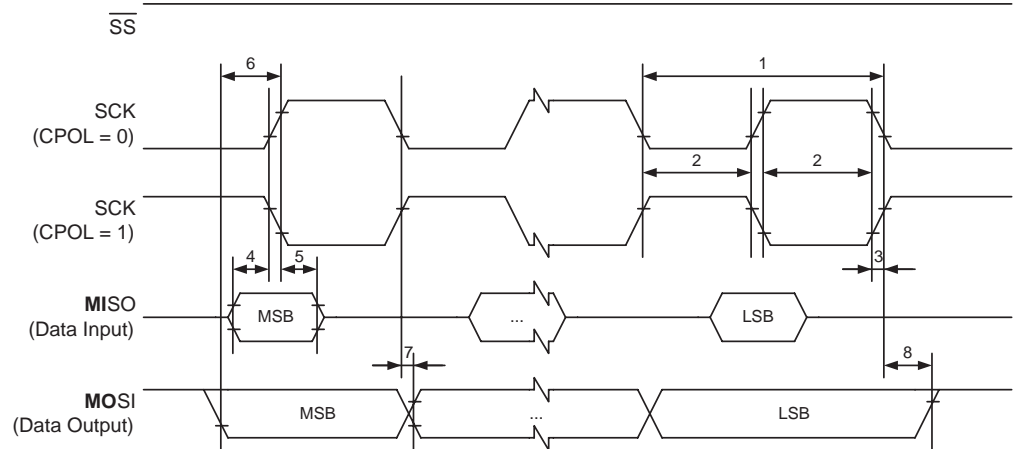 SS
6
1
SCK
(CPOL = 0)
2
2
SCK
(CPOL = 1)
4
5
3
MISO
(Data Input)
MSB
...
LSB
7
8
MOSI
(Data Output)
MSB
...
LSB